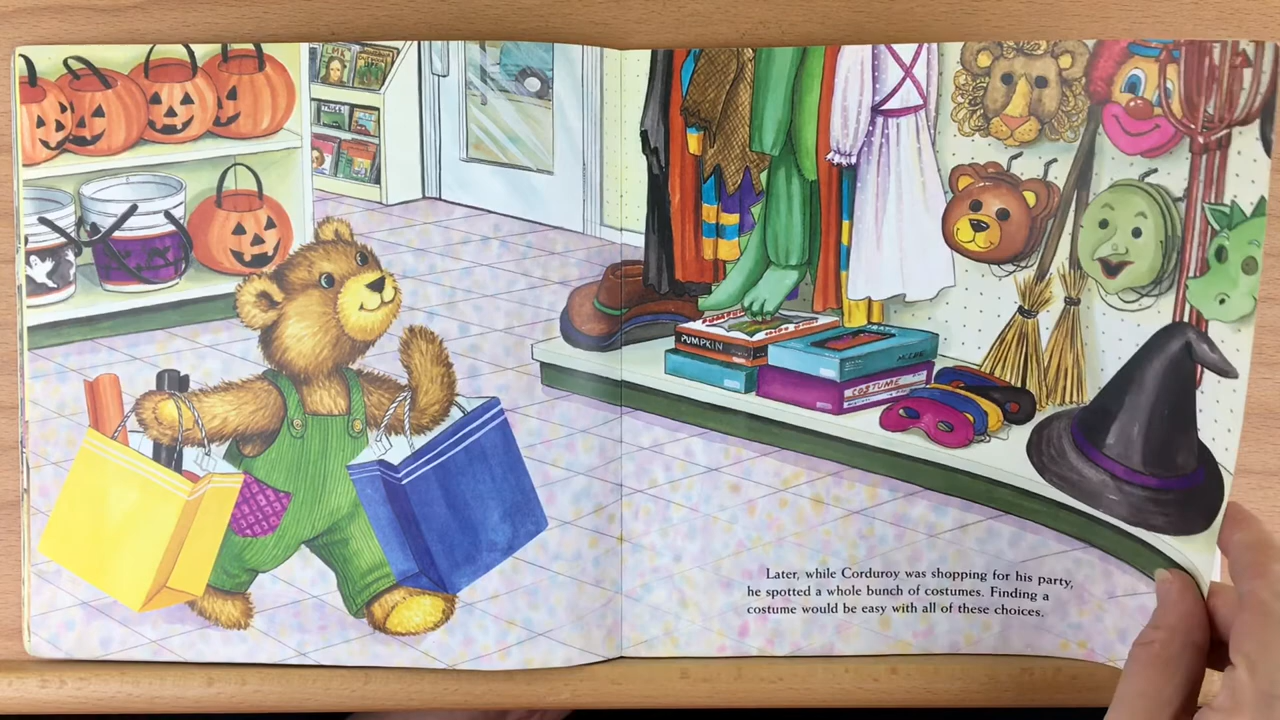 PUMPKIN
COSTUME
Later, while Corduroy was shopping for his party,
he spotted a whole bunch of costumes. Finding a
costume would be easy with all of these choices.